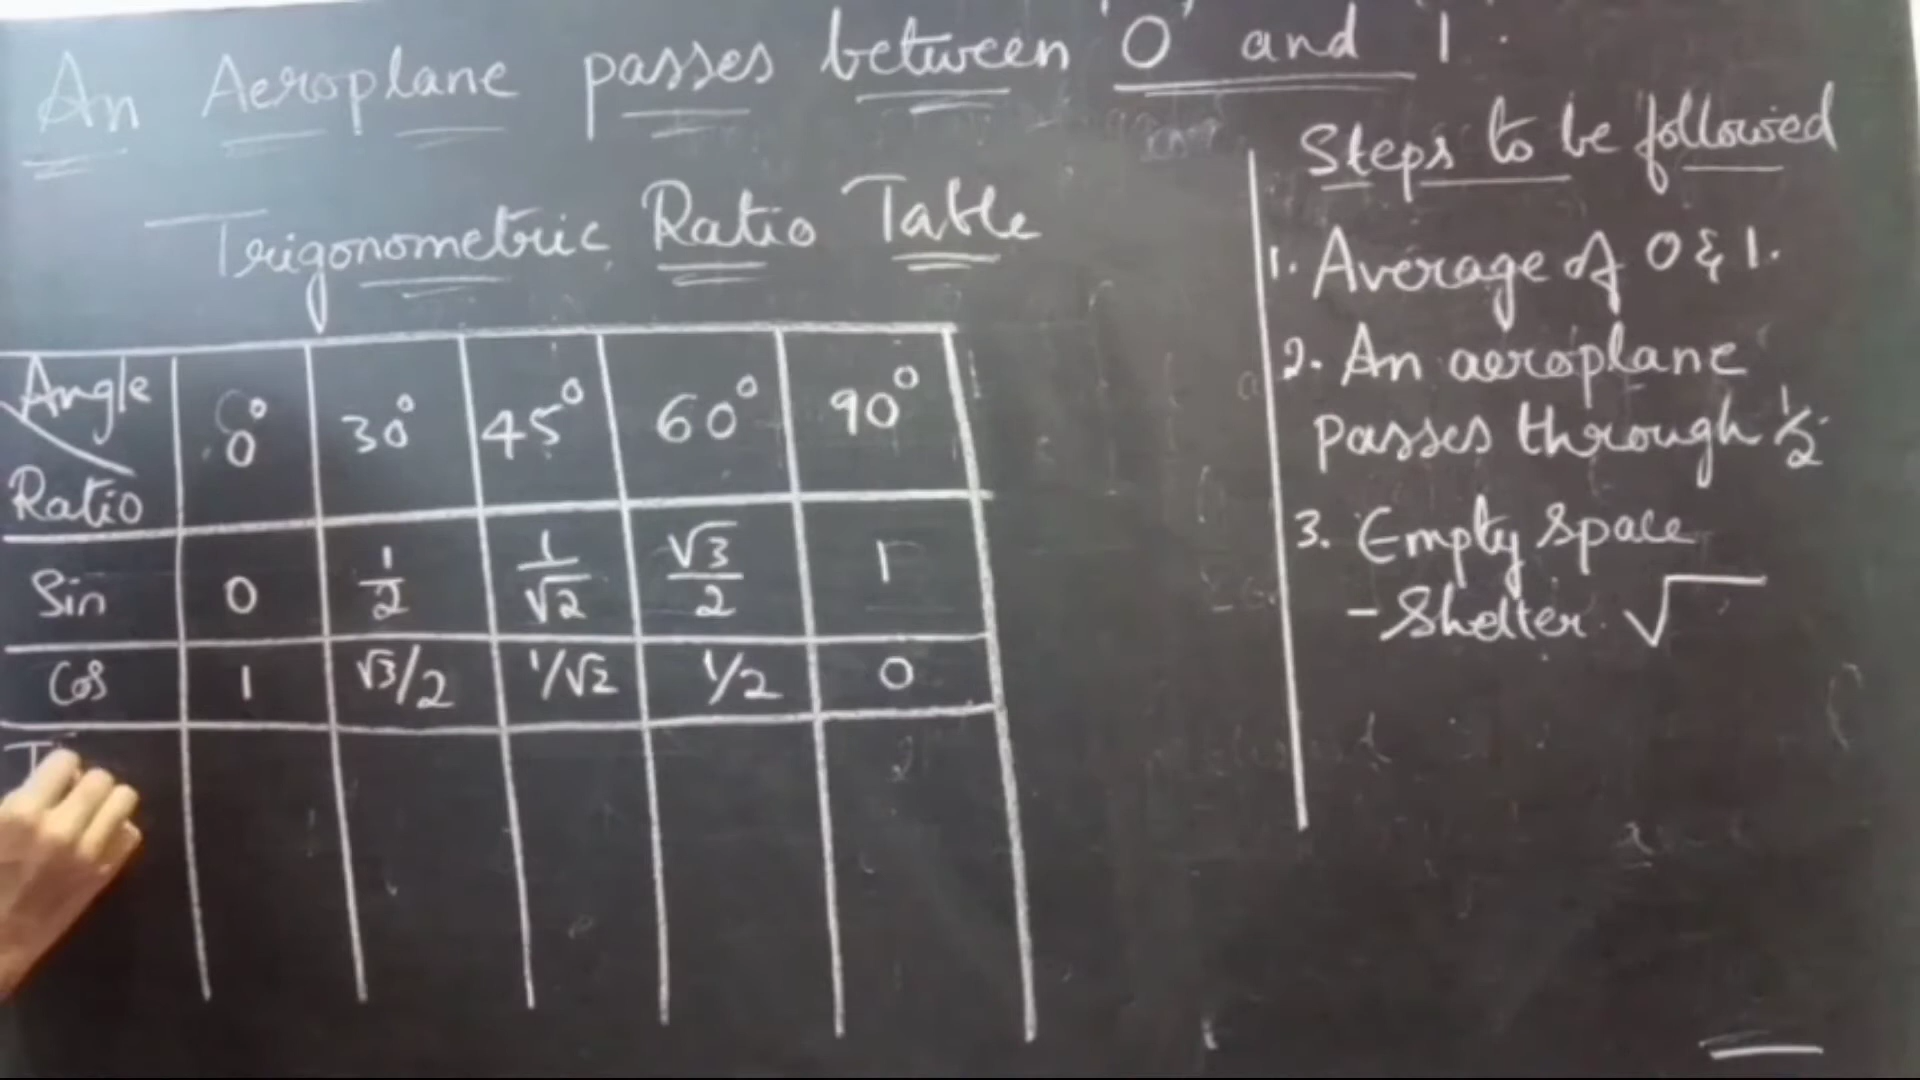 An Aeroplane passes between '0' and '1'.
Trigonometric Ratio Table
Angle 0° 30° 45° 60° 90°
Ratio
Sin 0 1/2 1/√2 √3/2 1
Cos 1 √3/2 1/√2 1/2 0
Steps to be followed
1. Average of 0 & 1.
2. An aeroplane
passes through 1/2
3. Empty space
- Shelter √